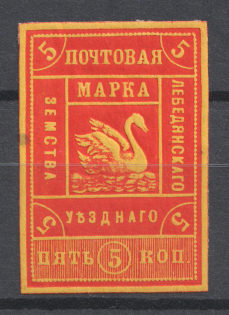 5 ПОЧТОВАЯ 5
МАРКА
ЗЕМСТВА
ЛЕБЕДЯНСКАГО
5 УѢЗДНАГО 5
ПЯТЬ 5 КОП.